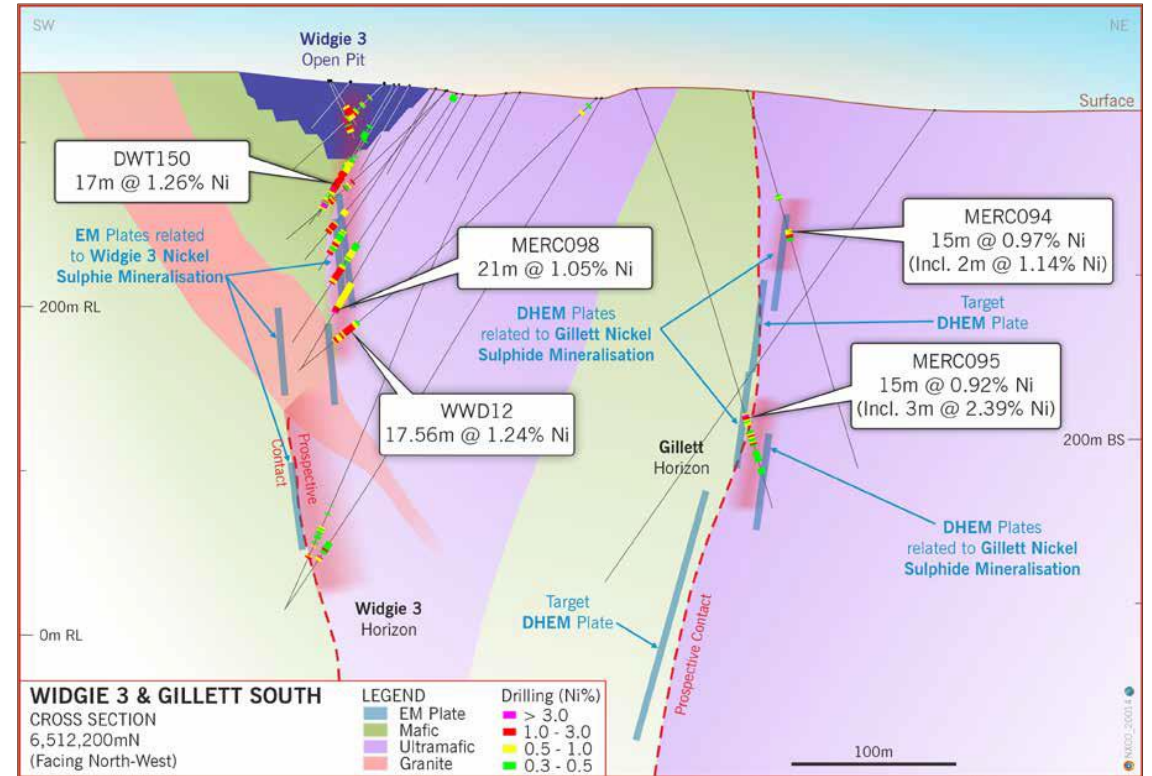 SW
NE
Widgie 3
Open Pit
Surface
DWT150
17m @ 1.26% Ni
EM Plates related
to Widgie 3 Nickel
Sulphie Mineralisation
MERC098
21m @ 1.05% Ni
MERC094
15m @ 0.97% Ni
(Incl. 2m @ 1.14% Ni)
200m RL
DHEM Plates
related to Gillett Nickel
Sulphide Mineralisation
Target
DHEM Plate
MERC095
15m @ 0.92% Ni
(Incl. 3m @ 2.39% Ni)
WWD12
17.56m @ 1.24% Ni
Prospective
Contact
Gillett
Horizon
200m BS
DHEM Plates
related to Gillett Nickel
Sulphide Mineralisation
Target
DHEM Plate
Widgie 3
Horizon
0m RL
Prospective Contact
WIDGIE 3 & GILLETT SOUTH
CROSS SECTION
6,512,200mN
(Facing North-West)
LEGEND
EM Plate
Mafic
Ultramafic
Granite
Drilling (Ni%)
> 3.0
1.0 - 3.0
0.5 - 1.0
0.3 - 0.5
100m